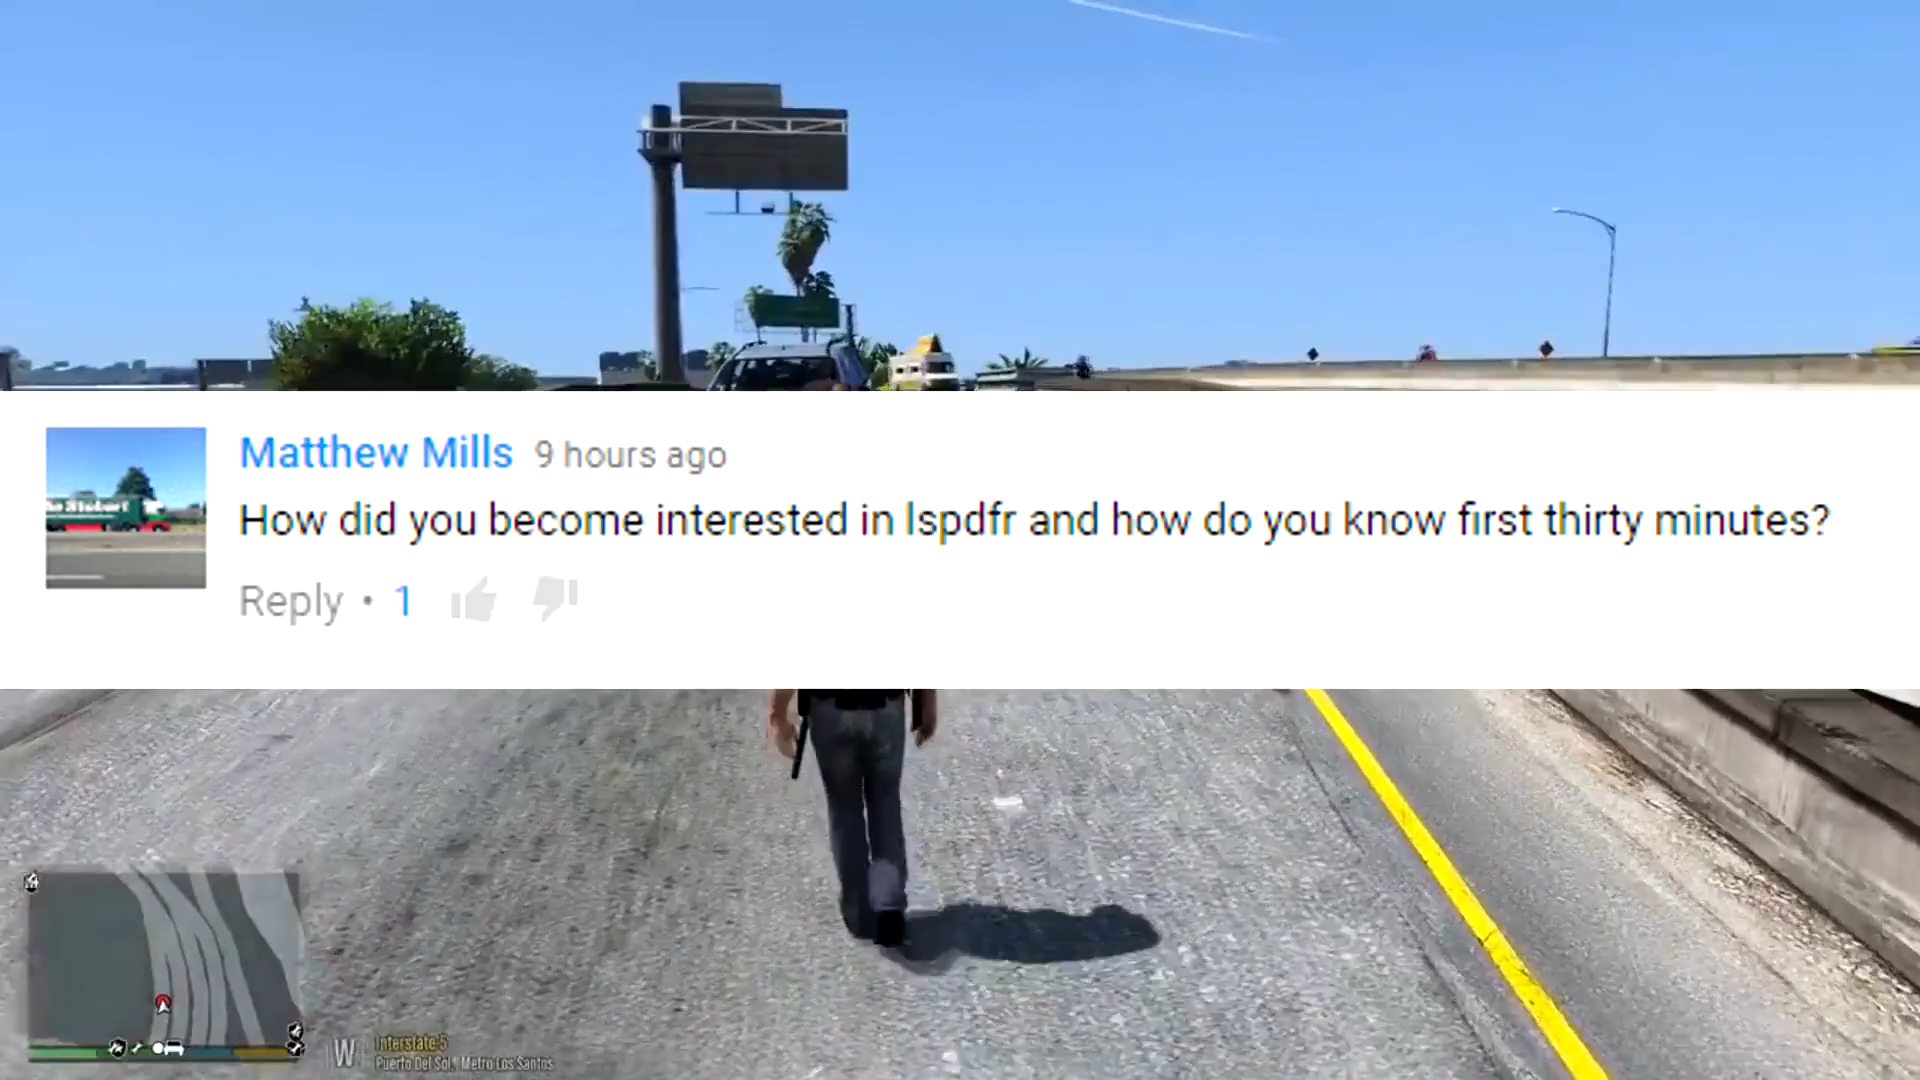 Matthew Mills 9 hours ago
How did you become interested in lspdfr and how do you know first thirty minutes?
Reply • 1
W
Interstate 5
Puerto Del Sol, Metro Los Santos